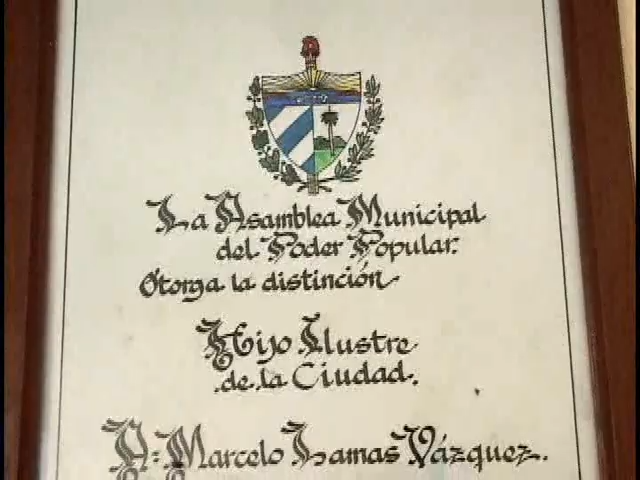 La Asamblea Municipal
del Poder Popular.
Otorga la distinción
Hijo Ilustre
de la Ciudad.
A: Marcelo Lamas Vázquez.